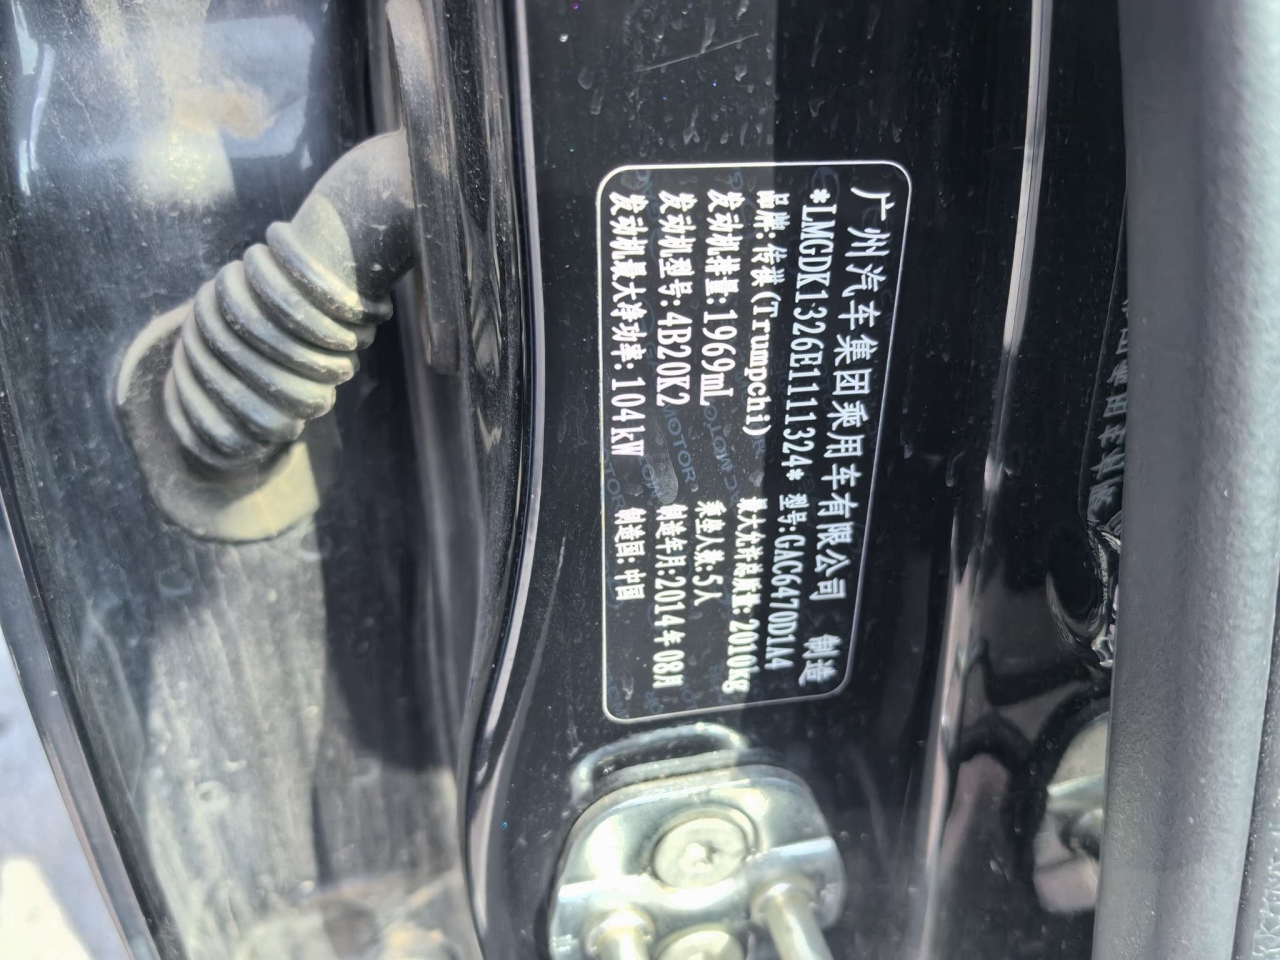 广州汽车集团乘用车有限公司 制造
*LMGDK1326E1111324* 型号:GAC6470D1A4
品牌:传祺(Trumpchi) 最大允许总质量:2010kg
发动机排量:1969mL 乘坐人数:5人
发动机型号:4B20K2 制造年月:2014年08月
发动机最大净功率:104kW 制造国:中国
MOTOR